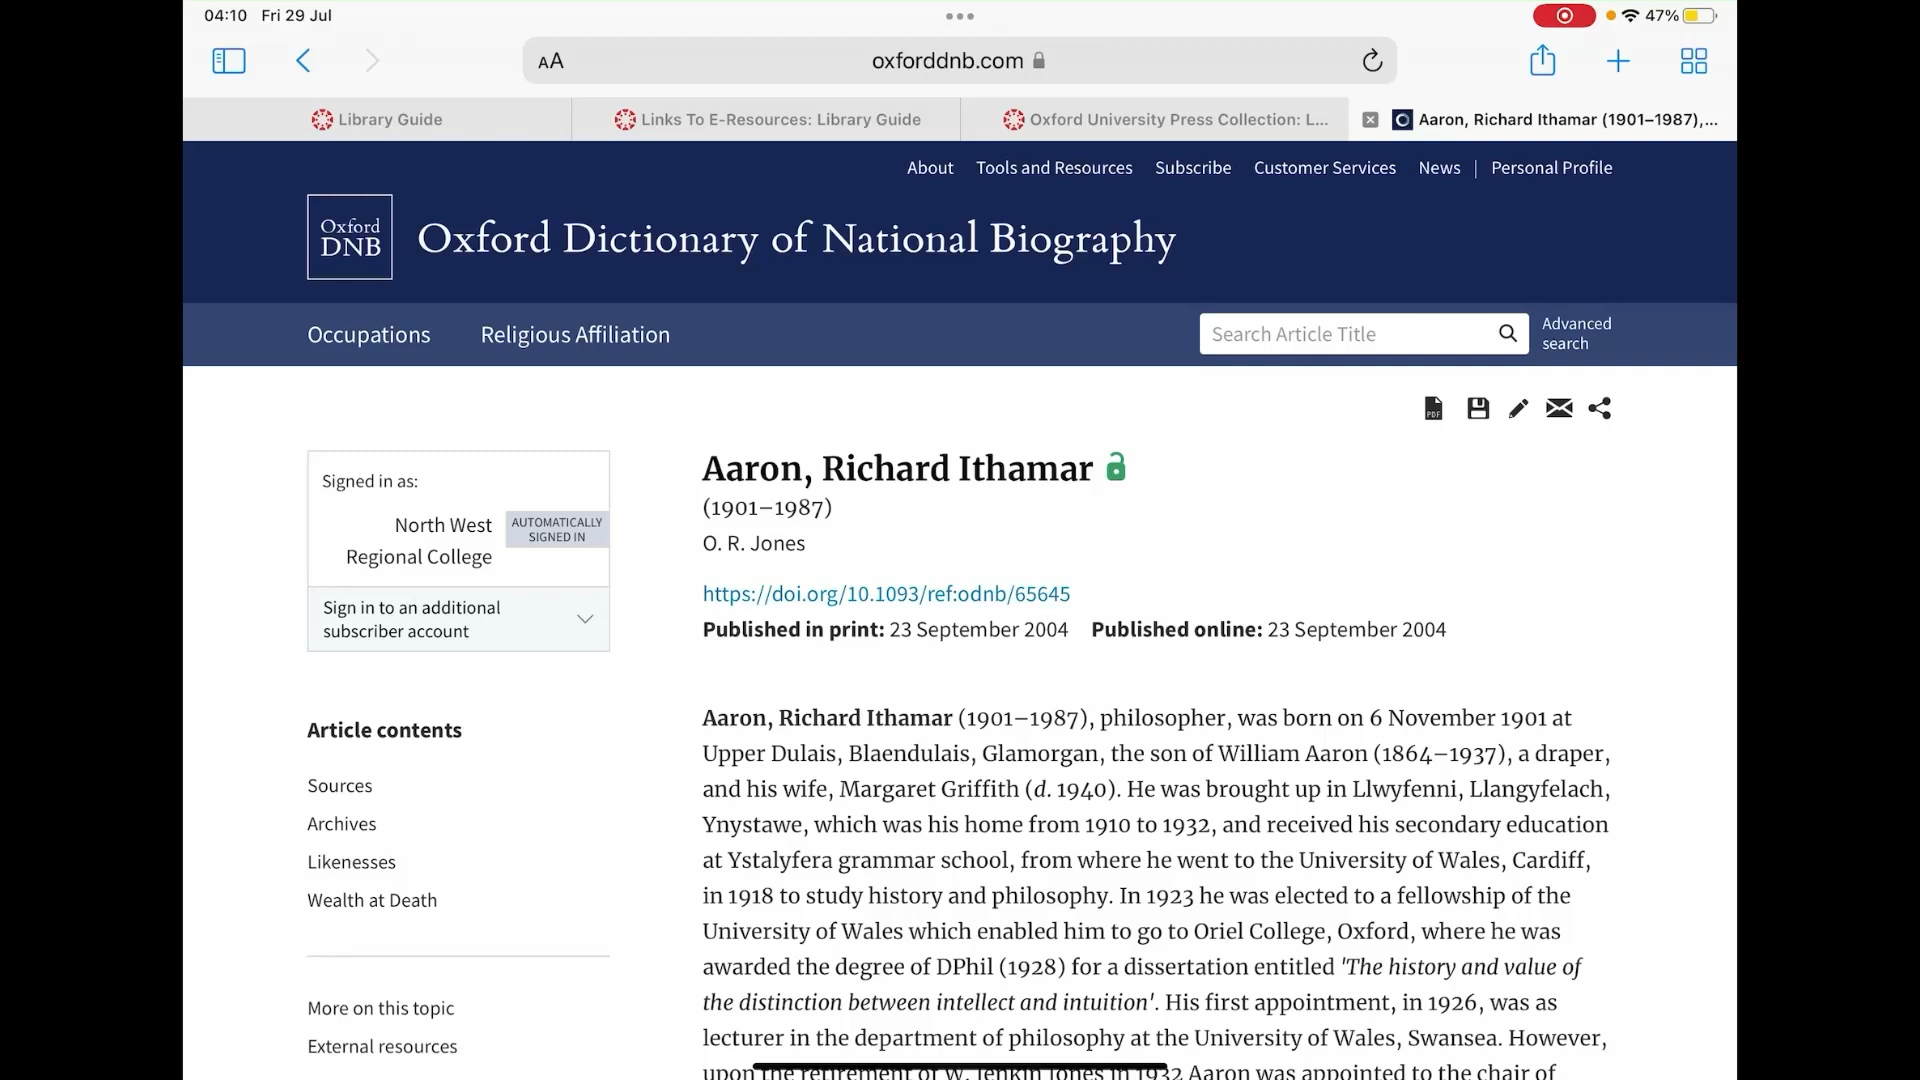 04:10 Fri 29 Jul
47%
AA
oxforddnb.com
Library Guide
Links To E-Resources: Library Guide
Oxford University Press Collection: L...
Aaron, Richard Ithamar (1901–1987),...
About Tools and Resources Subscribe Customer Services News | Personal Profile
Oxford
DNB
Oxford Dictionary of National Biography
Occupations Religious Affiliation
Search Article Title
Advanced
search
PDF
Signed in as:
North West
Regional College
AUTOMATICALLY
SIGNED IN
Sign in to an additional
subscriber account
Article contents
Sources
Archives
Likenesses
Wealth at Death
More on this topic
External resources
Aaron, Richard Ithamar
(1901–1987)
O. R. Jones
https://doi.org/10.1093/ref:odnb/65645
Published in print: 23 September 2004 Published online: 23 September 2004
Aaron, Richard Ithamar (1901–1987), philosopher, was born on 6 November 1901 at
Upper Dulais, Blaendulais, Glamorgan, the son of William Aaron (1864–1937), a draper,
and his wife, Margaret Griffith (d. 1940). He was brought up in Llwyfenni, Llangyfelach,
Ynystawe, which was his home from 1910 to 1932, and received his secondary education
at Ystalyfera grammar school, from where he went to the University of Wales, Cardiff,
in 1918 to study history and philosophy. In 1923 he was elected to a fellowship of the
University of Wales which enabled him to go to Oriel College, Oxford, where he was
awarded the degree of DPhil (1928) for a dissertation entitled 'The history and value of
the distinction between intellect and intuition'. His first appointment, in 1926, was as
lecturer in the department of philosophy at the University of Wales, Swansea. However,
upon the retirement of W. Jenkin Jones in 1932 Aaron was appointed to the chair of